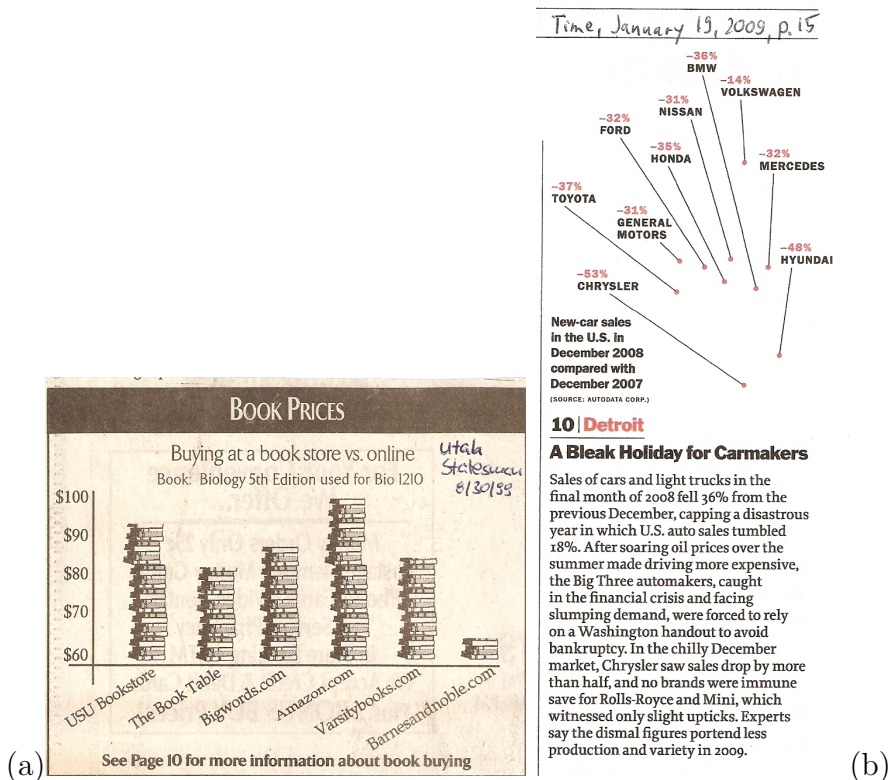 (a)
BOOK PRICES
Buying at a book store vs. online
Book: Biology 5th Edition used for Bio 1210
Utah
Statesman
8/30/99
$100
$90
$80
$70
$60
USU Bookstore
The Book Table
Bigwords.com
Amazon.com
Varsitybooks.com
Barnesandnoble.com
See Page 10 for more information about book buying
Time, January 19, 2009, p. 15
–36%
BMW
–14%
VOLKSWAGEN
–31%
NISSAN
–32%
FORD
–35%
HONDA
–32%
MERCEDES
–37%
TOYOTA
–31%
GENERAL
MOTORS
–48%
HYUNDAI
–53%
CHRYSLER
New-car sales
in the U.S. in
December 2008
compared with
December 2007
(SOURCE: AUTODATA CORP.)
10 | Detroit
A Bleak Holiday for Carmakers
Sales of cars and light trucks in the
final month of 2008 fell 36% from the
previous December, capping a disastrous
year in which U.S. auto sales tumbled
18%. After soaring oil prices over the
summer made driving more expensive,
the Big Three automakers, caught
in the financial crisis and facing
slumping demand, were forced to rely
on a Washington handout to avoid
bankruptcy. In the chilly December
market, Chrysler saw sales drop by more
than half, and no brands were immune
save for Rolls-Royce and Mini, which
witnessed only slight upticks. Experts
say the dismal figures portend less
production and variety in 2009.
(b)